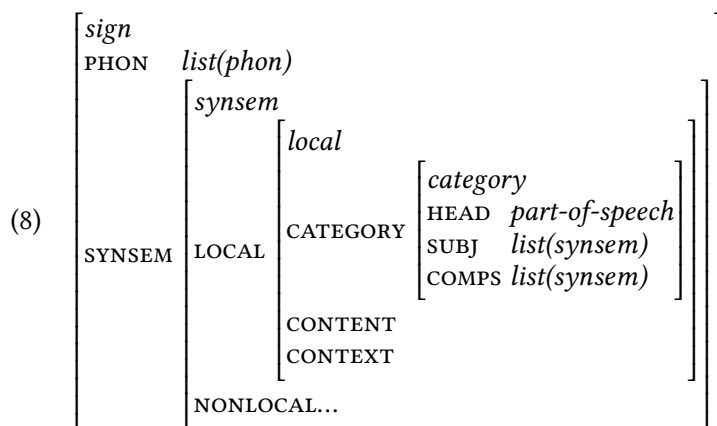 sign
PHON list(phon)
synsem
local
category
HEAD part-of-speech
(8) SYNSEM LOCAL CATEGORY SUBJ list(synsem)
COMPS list(synsem)
CONTENT
CONTEXT
NONLOCAL...